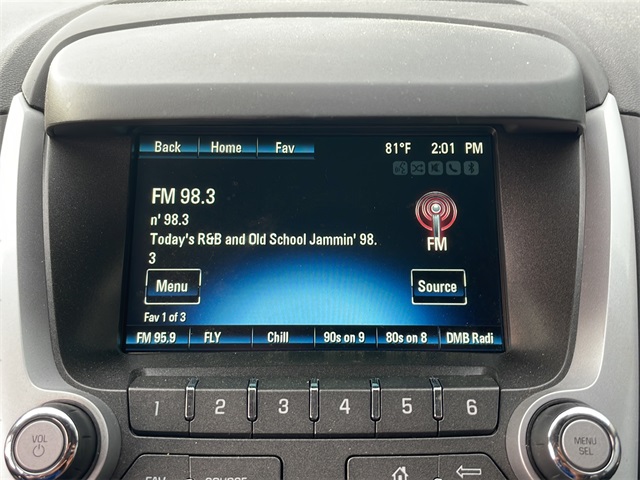 Back Home Fav 81°F 2:01 PM
FM 98.3
n' 98.3
Today's R&B and Old School Jammin' 98.
3
FM
Menu Source
Fav 1 of 3
FM 95.9 FLY Chill 90s on 9 80s on 8 DMB Radi
1 2 3 4 5 6
VOL
MENU
SEL
FAV SOURCE